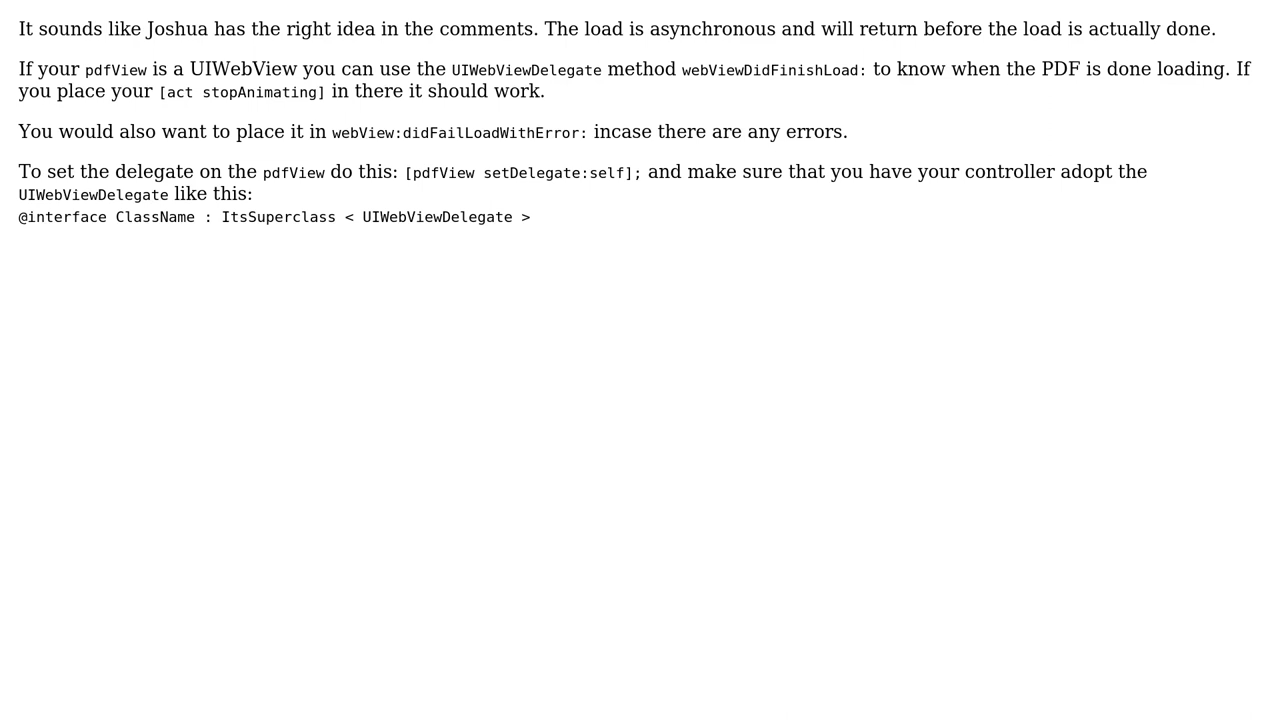 It sounds like Joshua has the right idea in the comments. The load is asynchronous and will return before the load is actually done.
If your pdfView is a UIWebView you can use the UIWebViewDelegate method webViewDidFinishLoad: to know when the PDF is done loading. If
you place your [act stopAnimating] in there it should work.
You would also want to place it in webView:didFailLoadWithError: incase there are any errors.
To set the delegate on the pdfView do this: [pdfView setDelegate:self]; and make sure that you have your controller adopt the
UIWebViewDelegate like this:
@interface ClassName : ItsSuperclass < UIWebViewDelegate >